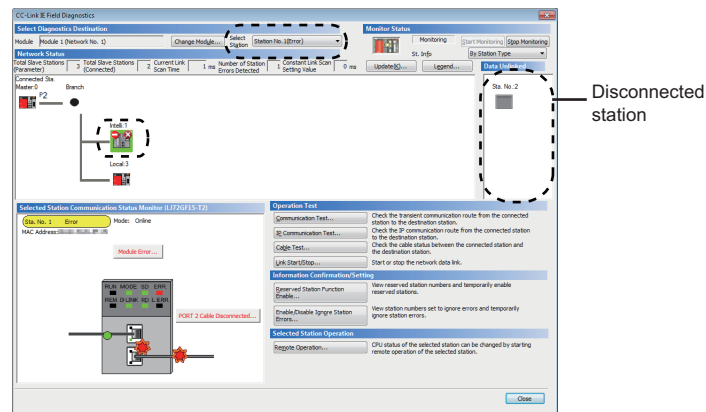 CC-Link IE Field Diagnostics
Select Diagnostics Destination
Monitor Status
Module Module 1 (Network No. 1) Change Module... Select Station Station No.1(Error)
Monitoring Start Monitoring Stop Monitoring
St. Info By Station Type
Network Status
Total Slave Stations (Parameter) 3 Total Slave Stations (Connected) 2 Current Link Scan Time 1 ms Number of Station Errors Detected 1 Constant Link Scan Setting Value 0 ms
Update(K)... Legend... Data Unlinked
Connected Sta.
Master:0 Branch
P2
Intelli:1
Local:3
Sta. No.:2
Disconnected
station
Selected Station Communication Status Monitor (LJ72GF15-T2)
Sta. No. 1 Error Mode: Online
MAC Address:
Module Error...
RUN MODE SD ERR.
REM D LINK RD L ERR.
PORT 2 Cable Disconnected...
Operation Test
Communication Test... Check the transient communication route from the connected
station to the destination station.
IP Communication Test... Check the IP communication route from the connected station
to the destination station.
Cable Test... Check the cable status between the connected station and
the destination station.
Link Start/Stop... Start or stop the network data link.
Information Confirmation/Setting
Reserved Station Function Enable... View reserved station numbers and temporarily enable
reserved stations.
Enable/Disable Ignore Station Errors... View station numbers set to ignore errors and temporarily
ignore station errors.
Selected Station Operation
Remote Operation... CPU status of the selected station can be changed by starting
remote operation of the selected station.
Close